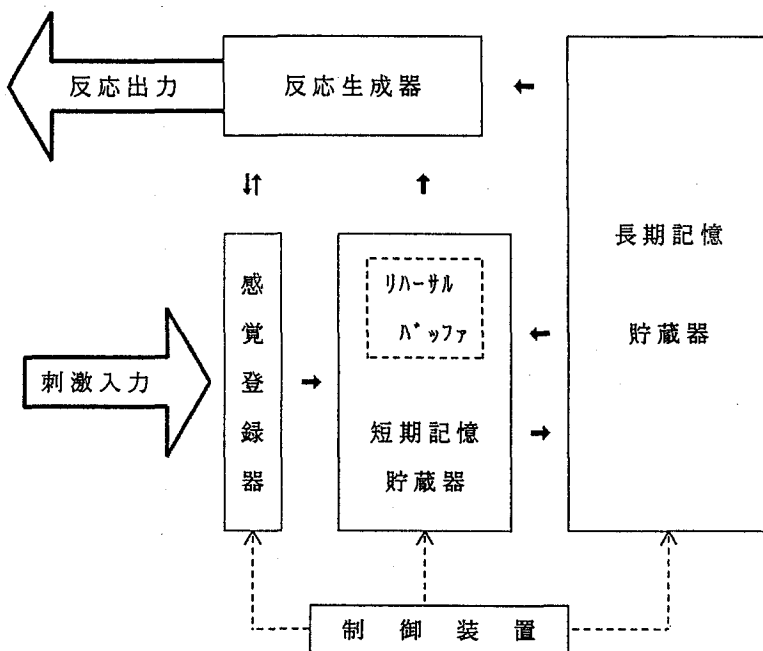 反応出力
反応生成器
長期記憶
貯蔵器
感覚登録器
ﾘﾊｰｻﾙ
ﾊﾞｯﾌｧ
刺激入力
短期記憶
貯蔵器
制御装置